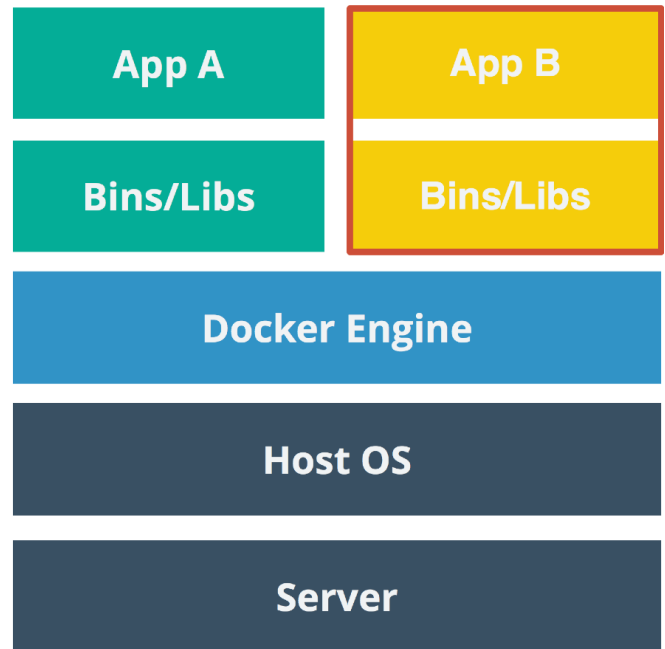 App A
App B
Bins/Libs
Bins/Libs
Docker Engine
Host OS
Server